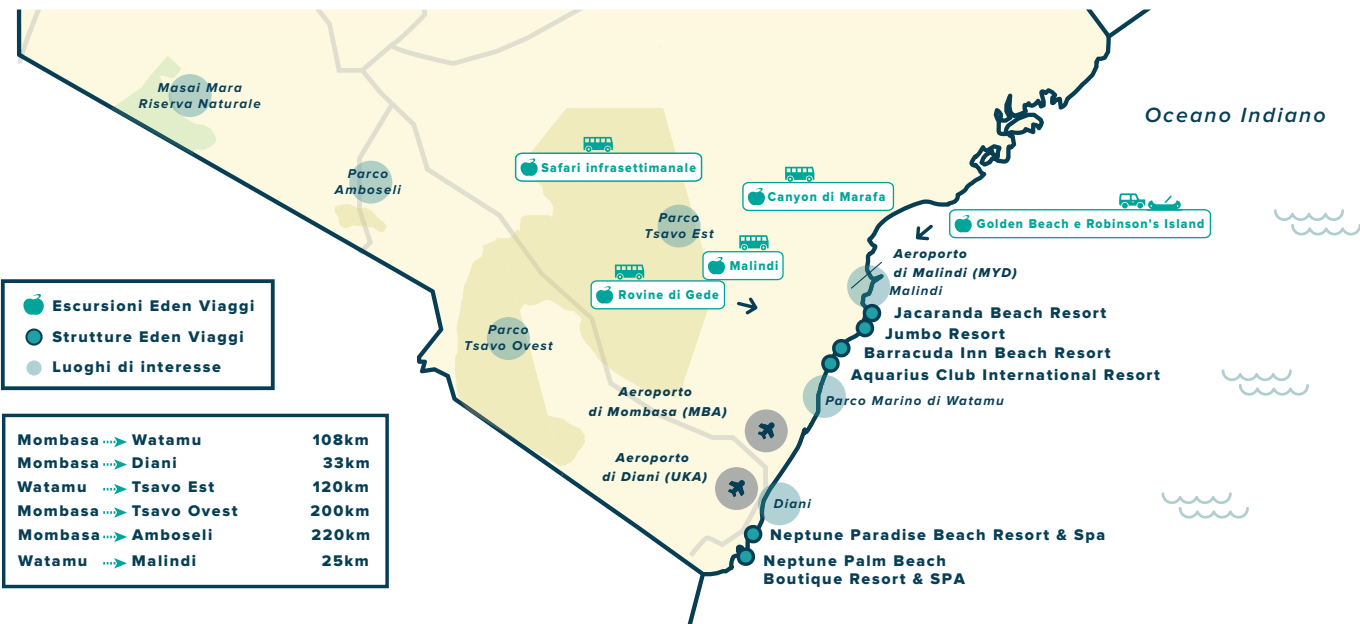 Oceano Indiano
Masai Mara
Riserva Naturale
Parco
Amboseli
Safari infrasettimanale
Canyon di Marafa
Golden Beach e Robinson's Island
Parco
Tsavo Est
Malindi
Rovine di Gede
Aeroporto
di Malindi (MYD)
Malindi
Jacaranda Beach Resort
Jumbo Resort
Barracuda Inn Beach Resort
Aquarius Club International Resort
Parco Marino di Watamu
Parco
Tsavo Ovest
Aeroporto
di Mombasa (MBA)
Aeroporto
di Diani (UKA)
Diani
Neptune Paradise Beach Resort & Spa
Neptune Palm Beach
Boutique Resort & SPA
Escursioni Eden Viaggi
Strutture Eden Viaggi
Luoghi di interesse
Mombasa Watamu 108km
Mombasa Diani 33km
Watamu Tsavo Est 120km
Mombasa Tsavo Ovest 200km
Mombasa Amboseli 220km
Watamu Malindi 25km